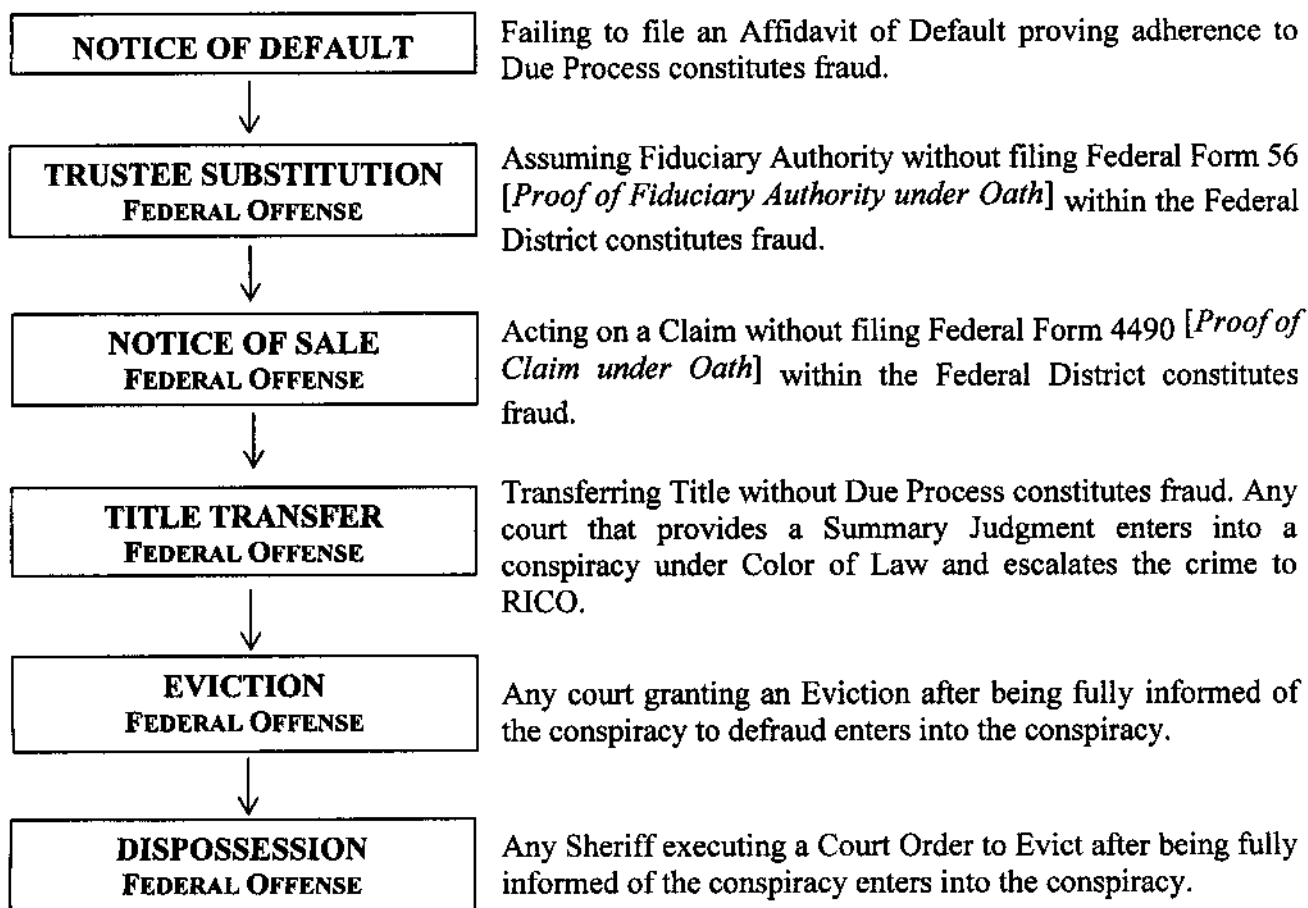 NOTICE OF DEFAULT
Failing to file an Affidavit of Default proving adherence to
Due Process constitutes fraud.
TRUSTEE SUBSTITUTION
FEDERAL OFFENSE
Assuming Fiduciary Authority without filing Federal Form 56
[Proof of Fiduciary Authority under Oath] within the Federal
District constitutes fraud.
NOTICE OF SALE
FEDERAL OFFENSE
Acting on a Claim without filing Federal Form 4490 [Proof of
Claim under Oath] within the Federal District constitutes
fraud.
TITLE TRANSFER
FEDERAL OFFENSE
Transferring Title without Due Process constitutes fraud. Any
court that provides a Summary Judgment enters into a
conspiracy under Color of Law and escalates the crime to
RICO.
EVICTION
FEDERAL OFFENSE
Any court granting an Eviction after being fully informed of
the conspiracy to defraud enters into the conspiracy.
DISPOSSESSION
FEDERAL OFFENSE
Any Sheriff executing a Court Order to Evict after being fully
informed of the conspiracy enters into the conspiracy.